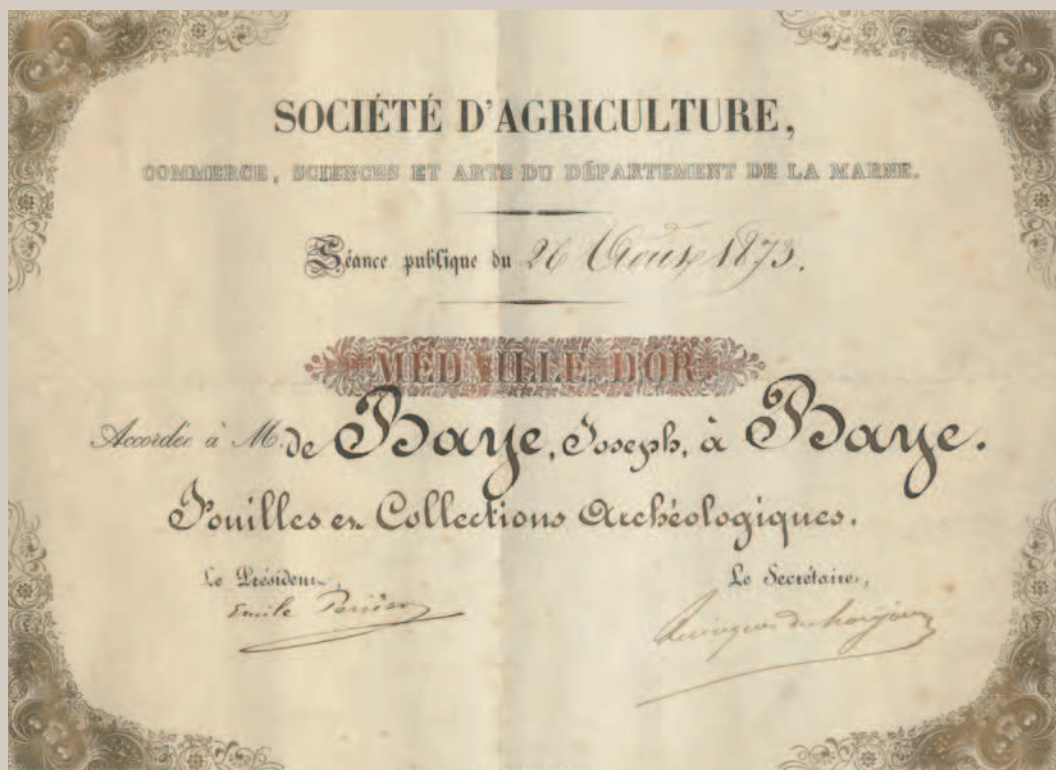 SOCIÉTÉ D'AGRICULTURE,
COMMERCE, SCIENCES ET ARTS DU DÉPARTEMENT DE LA MARNE.
Séance publique du 26 Août 1873.
MÉDAILLE D'OR
Accordée à M. de Baye, Joseph, à Baye.
Fouilles et Collections Archéologiques.
Le Président, Le Secrétaire,
Emile